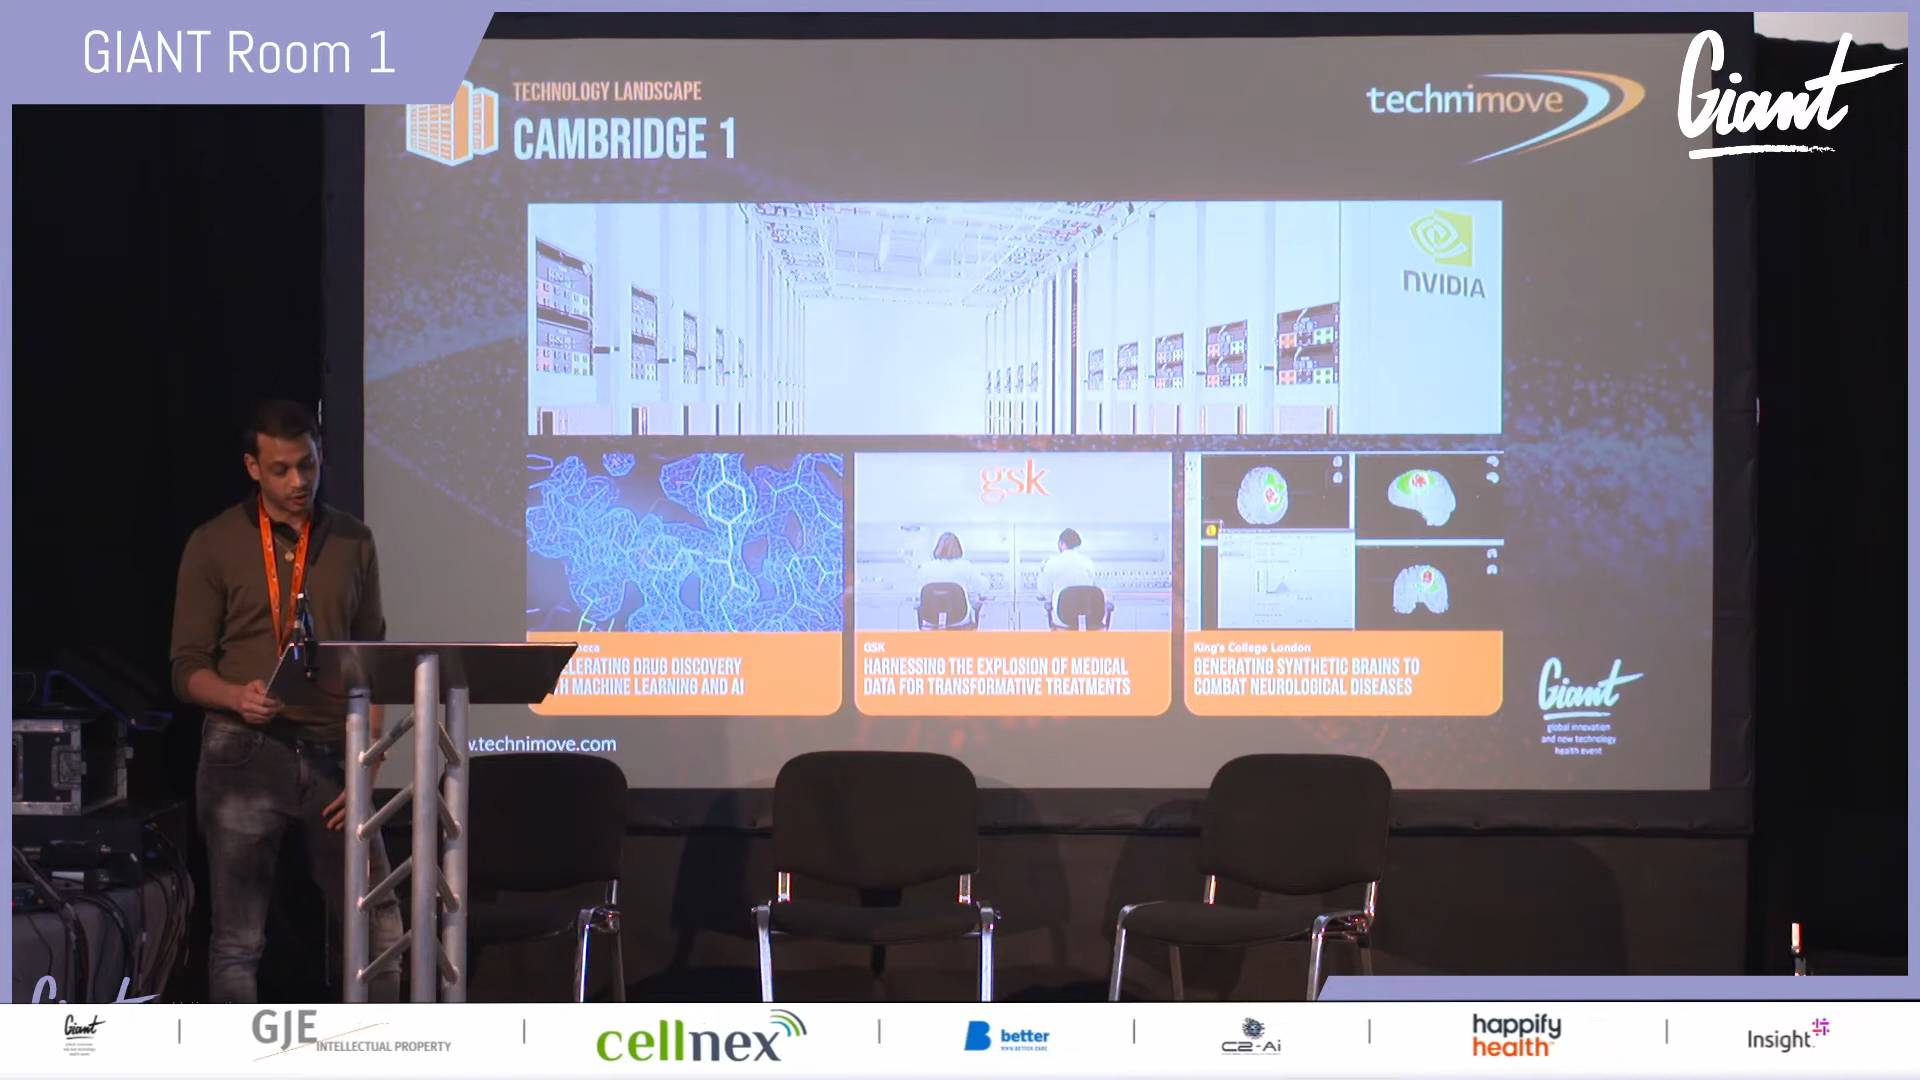 GIANT Room 1
TECHNOLOGY LANDSCAPE
CAMBRIDGE 1
technimove
Giant
NVIDIA
gsk
GSK
HARNESSING THE EXPLOSION OF MEDICAL
DATA FOR TRANSFORMATIVE TREATMENTS
King's College London
GENERATING SYNTHETIC BRAINS TO
COMBAT NEUROLOGICAL DISEASES
DRUG DISCOVERY
MACHINE LEARNING AND AI
.technimove.com
Giant
global innovation
and new technology
health event
Giant
GJE
INTELLECTUAL PROPERTY
cellnex
better
WWW.BETTER.CARE
C2-Ai
happify
health
Insight